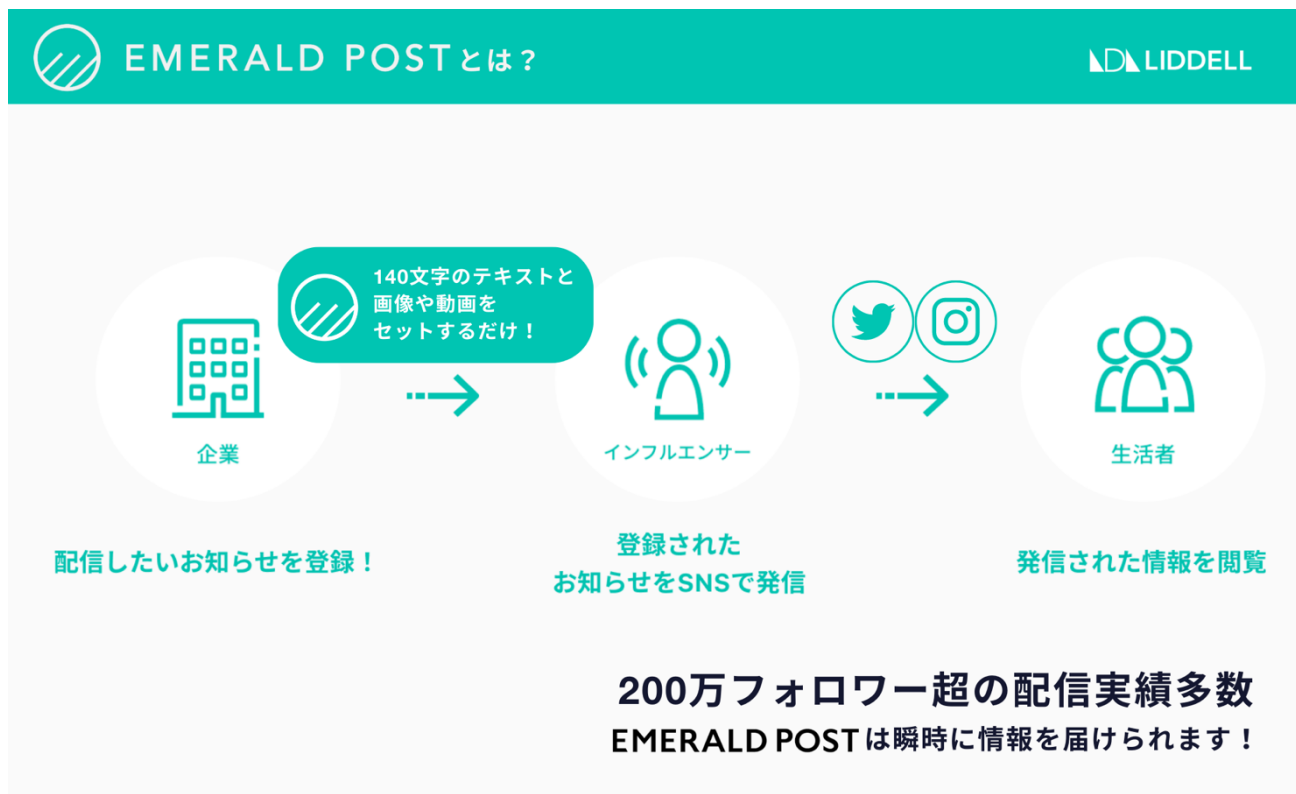 EMERALD POSTとは？
LIDDELL
140文字のテキストと
画像や動画を
セットするだけ！
企業
インフルエンサー
生活者
配信したいお知らせを登録！
登録された
お知らせをSNSで発信
発信された情報を閲覧
200万フォロワー超の配信実績多数
EMERALD POSTは瞬時に情報を届けられます！